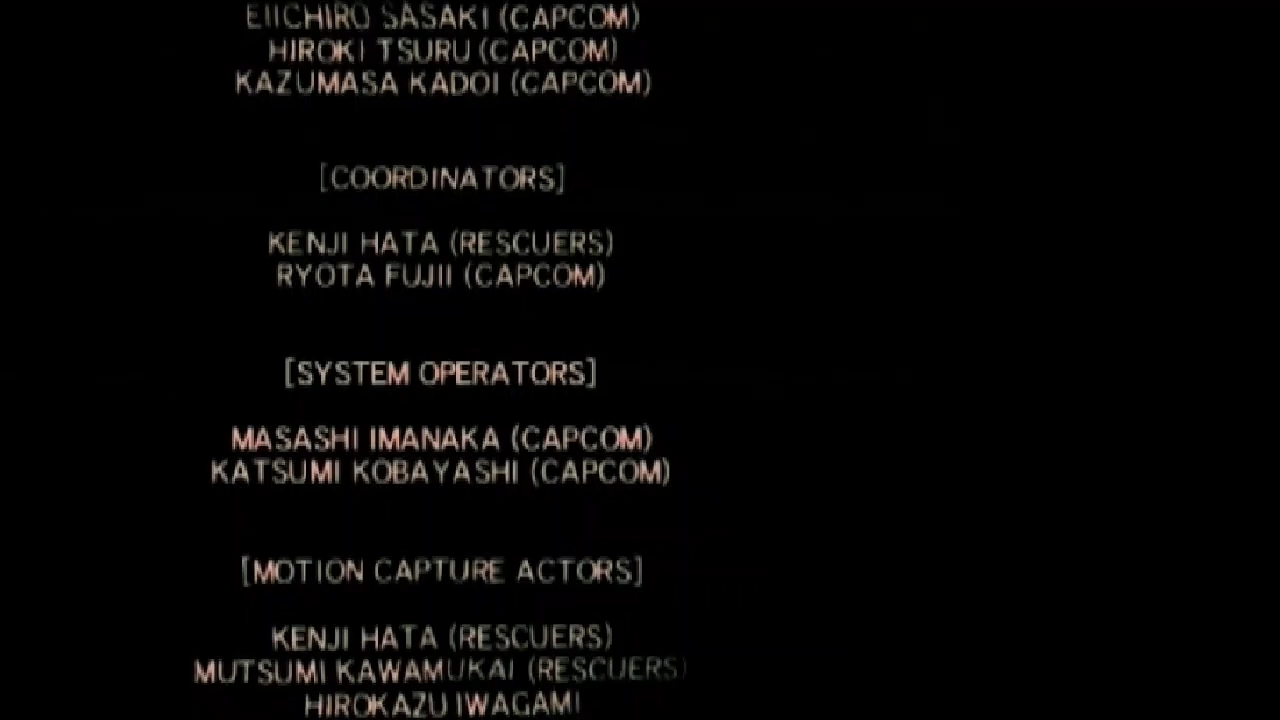 EIICHIRO SASAKI (CAPCOM)
HIROKI TSURU (CAPCOM)
KAZUMASA KADOI (CAPCOM)
[COORDINATORS]
KENJI HATA (RESCUERS)
RYOTA FUJII (CAPCOM)
[SYSTEM OPERATORS]
MASASHI IMANAKA (CAPCOM)
KATSUMI KOBAYASHI (CAPCOM)
[MOTION CAPTURE ACTORS]
KENJI HATA (RESCUERS)
MUTSUMI KAWAMUKAI (RESCUERS)
HIROKAZU IWAGAMI